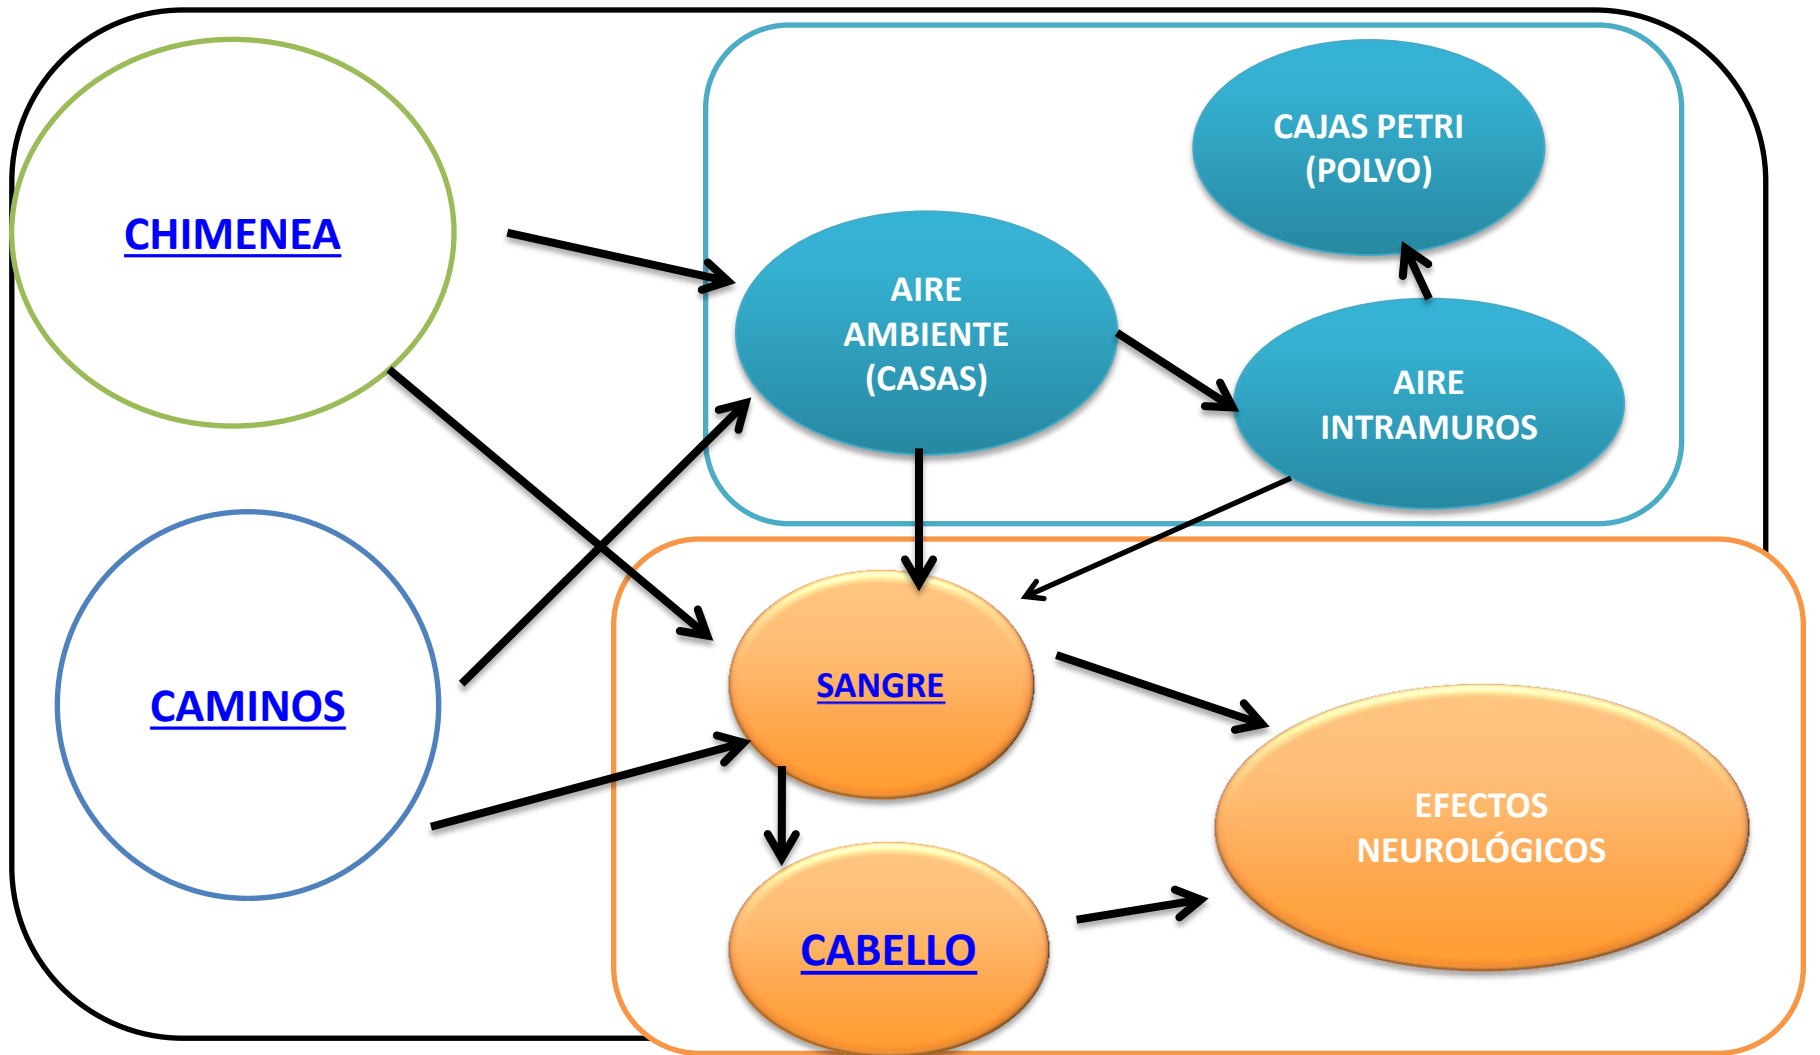 CHIMENEA
CAJAS PETRI
(POLVO)
AIRE
AMBIENTE
(CASAS)
AIRE
INTRAMUROS
CAMINOS
SANGRE
EFECTOS
NEUROLÓGICOS
CABELLO